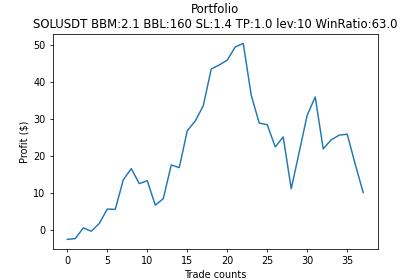 Portfolio
SOLUSDT BBM:2.1 BBL:160 SL:1.4 TP:1.0 lev:10 WinRatio:63.0
Profit ($)
50
40
30
20
10
0
0 5 10 15 20 25 30 35
Trade counts